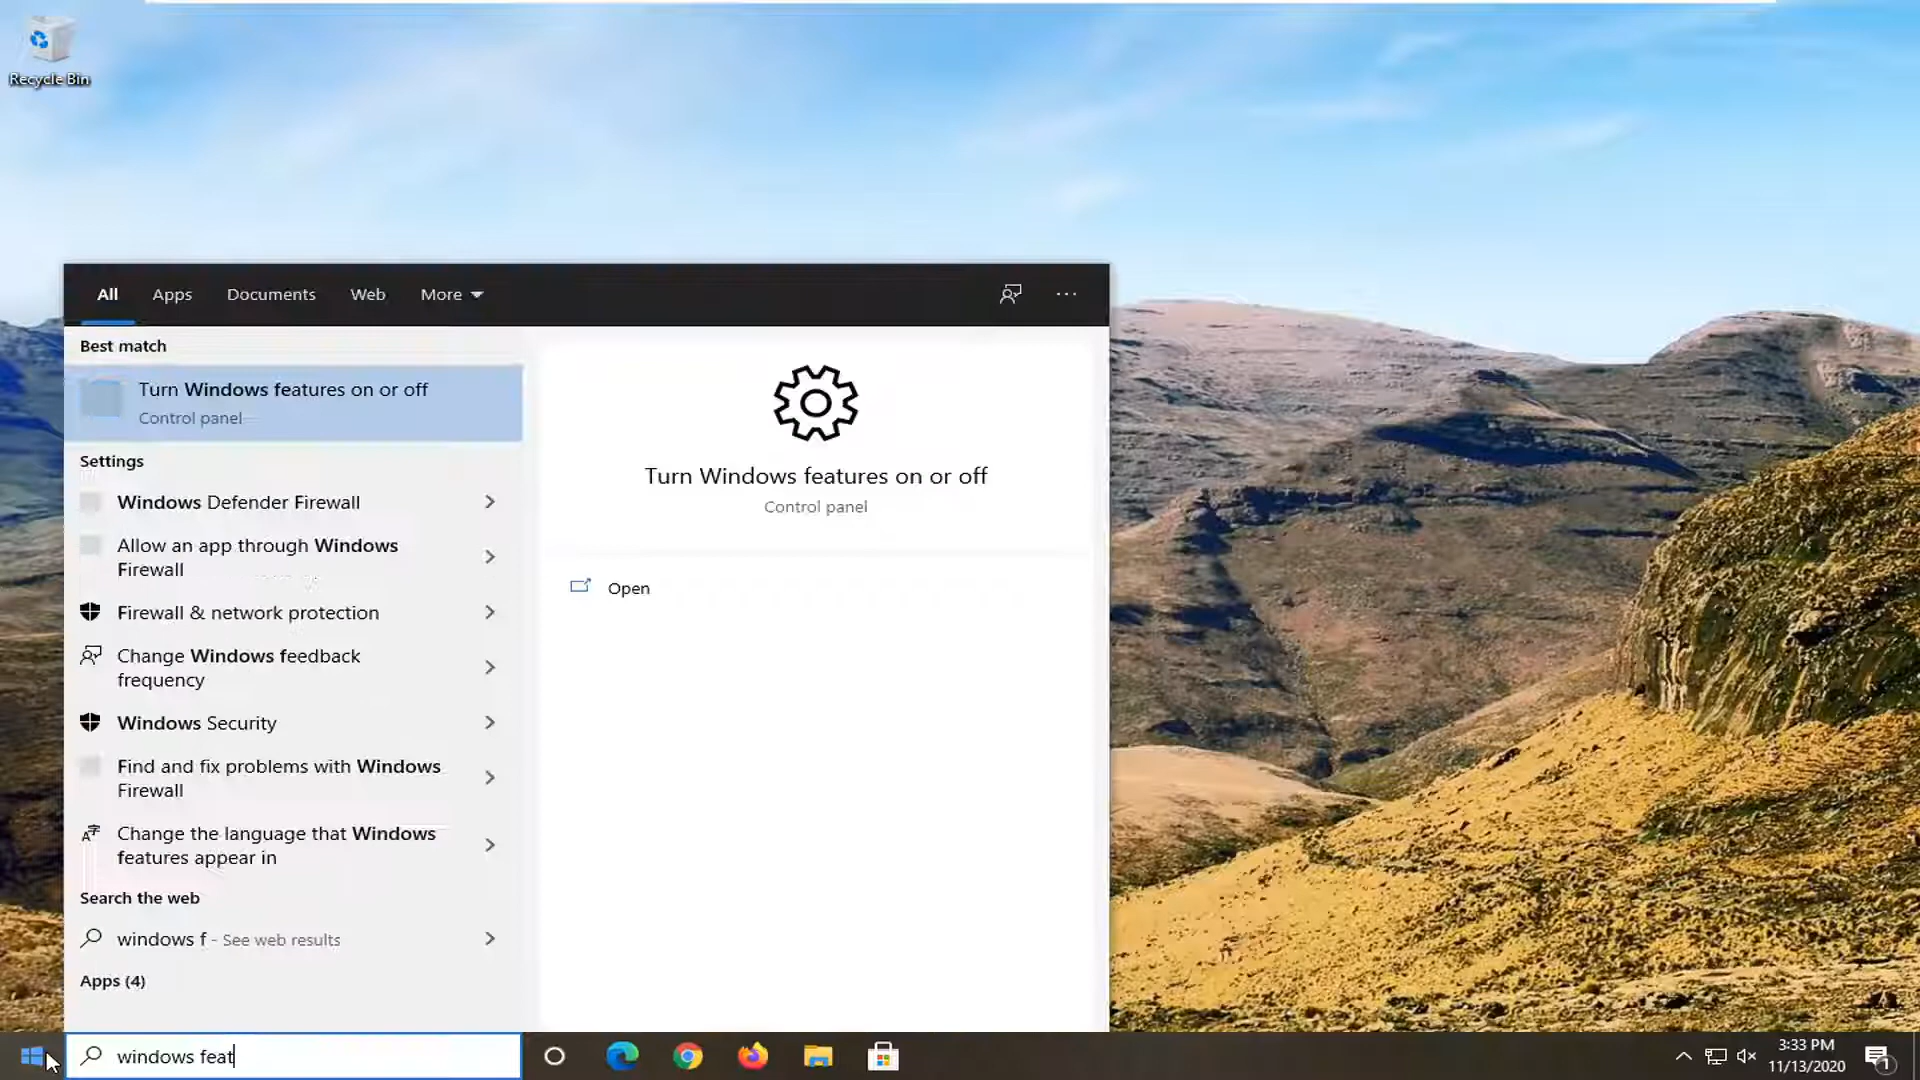 Recycle Bin
All Apps Documents Web More
Best match
Turn Windows features on or off
Control panel
Settings
Windows Defender Firewall
Allow an app through Windows
Firewall
Firewall & network protection
Change Windows feedback
frequency
Windows Security
Find and fix problems with Windows
Firewall
Change the language that Windows
features appear in
Search the web
windows f - See web results
Apps (4)
Turn Windows features on or off
Control panel
Open
windows feat
3:33 PM
11/13/2020
1